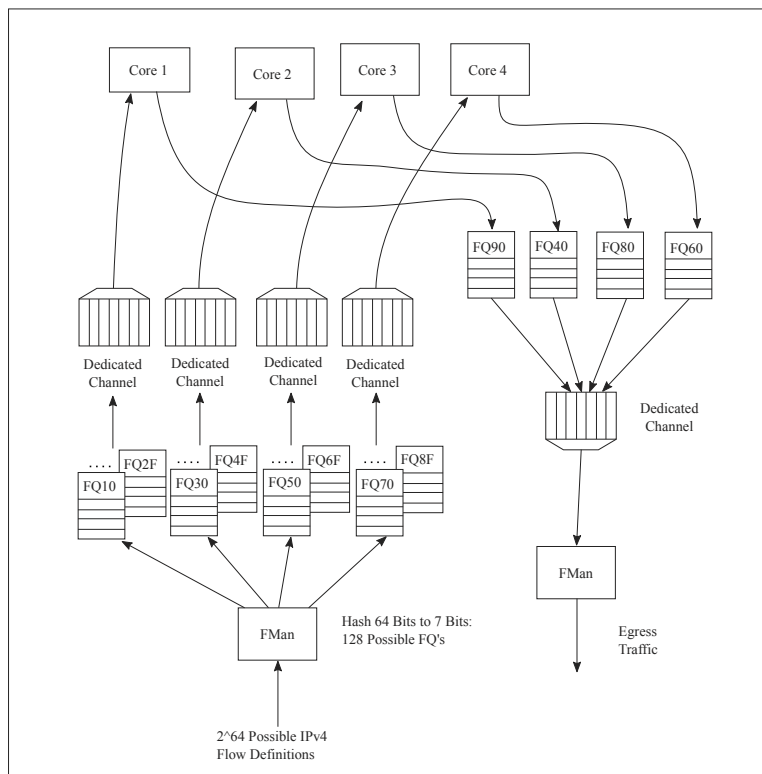 Core 1
Core 2
Core 3
Core 4
FQ90
FQ40
FQ80
FQ60
Dedicated
Channel
Dedicated
Channel
Dedicated
Channel
Dedicated
Channel
Dedicated
Channel
....
FQ2F
FQ10
....
FQ4F
FQ30
....
FQ6F
FQ50
....
FQ8F
FQ70
FMan
Hash 64 Bits to 7 Bits:
128 Possible FQ's
FMan
Egress
Traffic
2^64 Possible IPv4
Flow Definitions